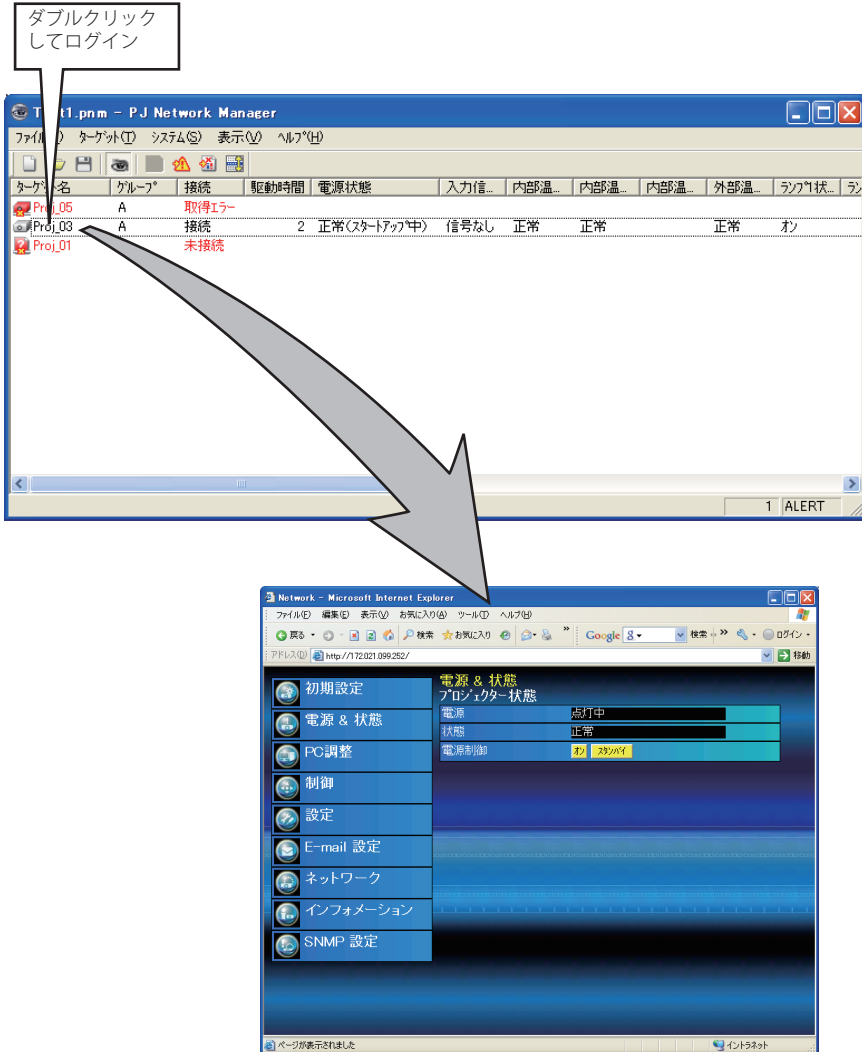 ダブルクリック
してログイン
t1.pnm - PJ Network Manager
ターゲット(T) システム(S) 表示(V) ヘルプ(H)
グループ 接続 駆動時間 電源状態 入力信... 内部温... 内部温... 内部温... 外部温... ランプ1状... ラン
Proj_05 A 取得エラー
Proj_03 A 接続 2 正常(スタートアップ中) 信号なし 正常 正常 正常 オン
Proj_01 未接続
1 ALERT
Network - Microsoft Internet Explorer
ファイル(F) 編集(E) 表示(V) お気に入り(A) ツール(T) ヘルプ(H)
戻る 検索 お気に入り Google 検索 ログイン
アドレス(D) http://172.021.099.252/ 移動
初期設定
電源 & 状態
PC調整
制御
設定
E-mail 設定
ネットワーク
インフォメーション
SNMP 設定
電源 & 状態
プロジェクター状態
電源 点灯中
状態 正常
電源制御 オン スタンバイ
ページが表示されました イントラネット